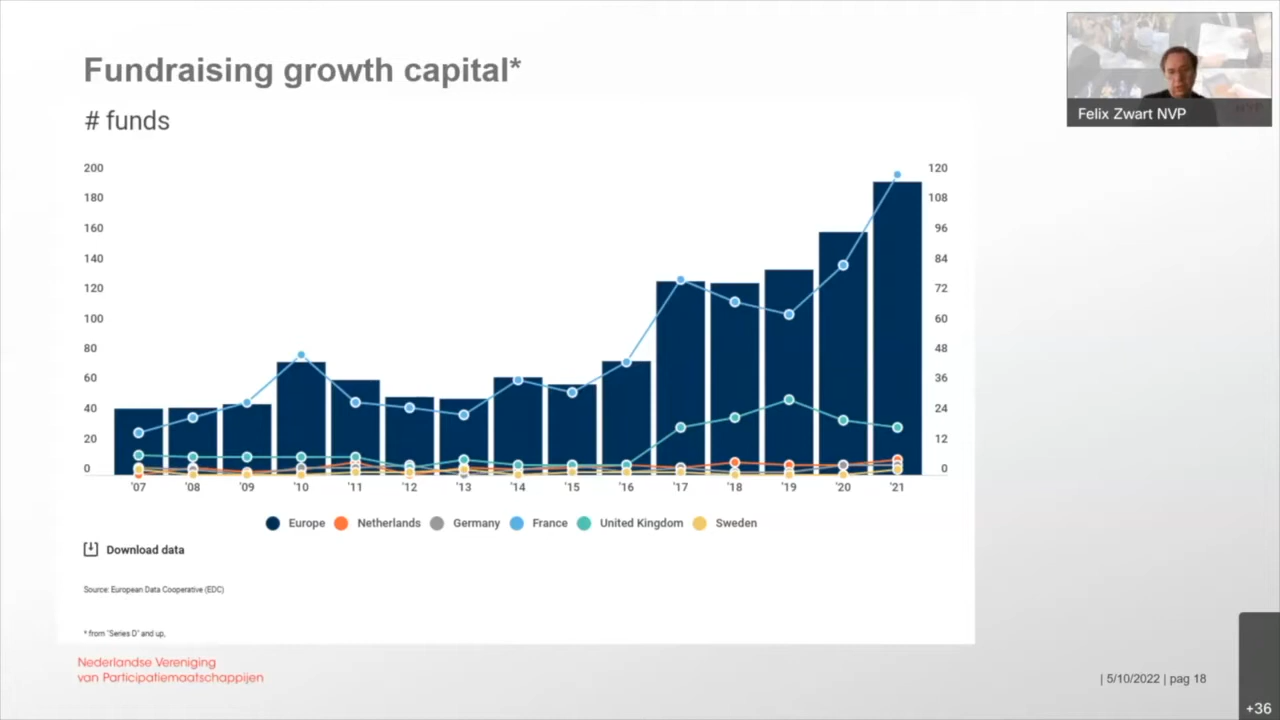 Fundraising growth capital*
# funds
Felix Zwart NVP
200 120
180 108
160 96
140 84
120 72
100 60
80 48
60 36
40 24
20 12
0 0
'07 '08 '09 '10 '11 '12 '13 '14 '15 '16 '17 '18 '19 '20 '21
Europe Netherlands Germany France United Kingdom Sweden
Download data
Source: European Data Cooperative (EDC)
* from "Series D" and up,
Nederlandse Vereniging
van Participatiemaatschappijen
| 5/10/2022 | pag 18
+36